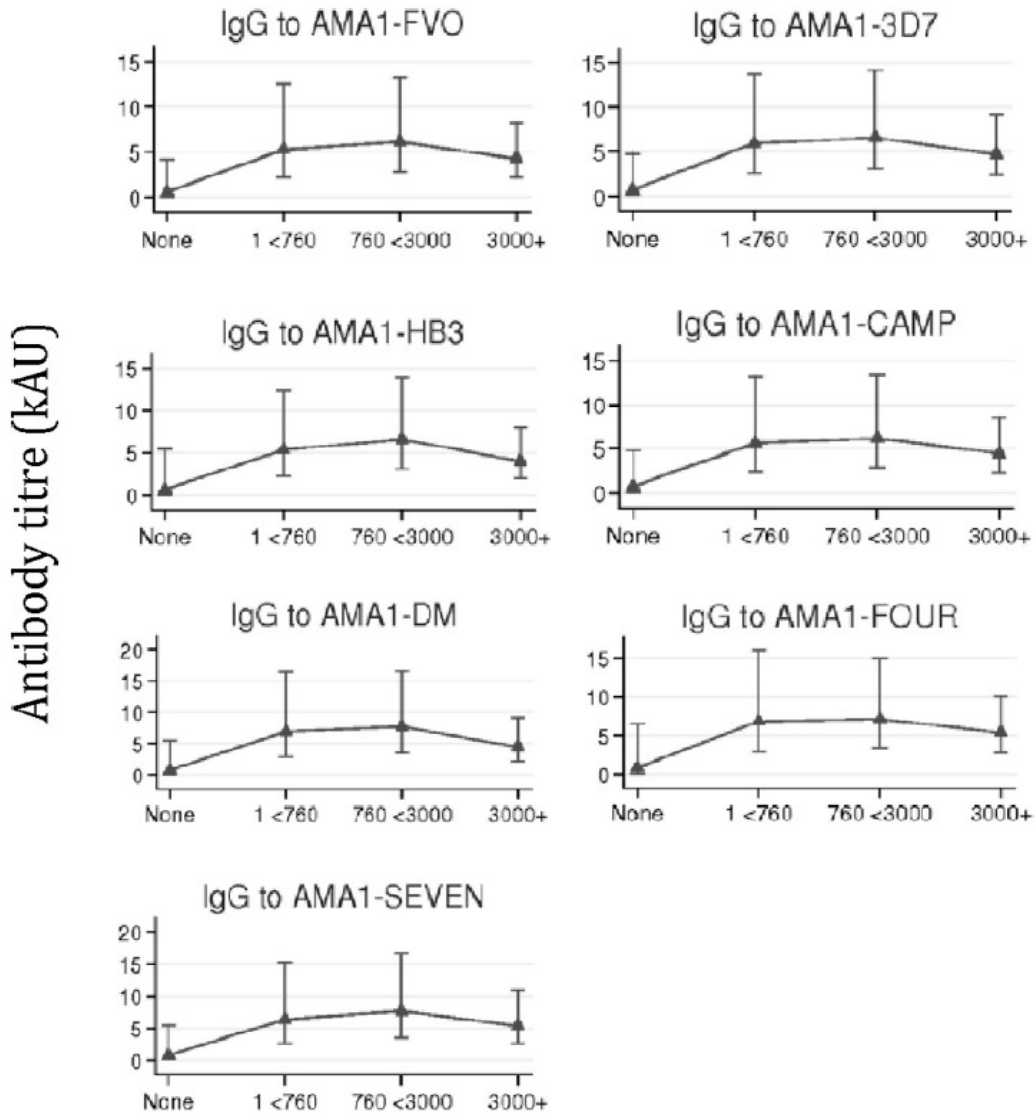 Antibody titre (kAU)
IgG to AMA1-FVO
15
10
5
0
None 1 <760 760 <3000 3000+
IgG to AMA1-3D7
15
10
5
0
None 1 <760 760 <3000 3000+
IgG to AMA1-HB3
15
10
5
0
None 1 <760 760 <3000 3000+
IgG to AMA1-CAMP
15
10
5
0
None 1 <760 760 <3000 3000+
IgG to AMA1-DM
20
15
10
5
0
None 1 <760 760 <3000 3000+
IgG to AMA1-FOUR
15
10
5
0
None 1 <760 760 <3000 3000+
IgG to AMA1-SEVEN
20
15
10
5
0
None 1 <760 760 <3000 3000+